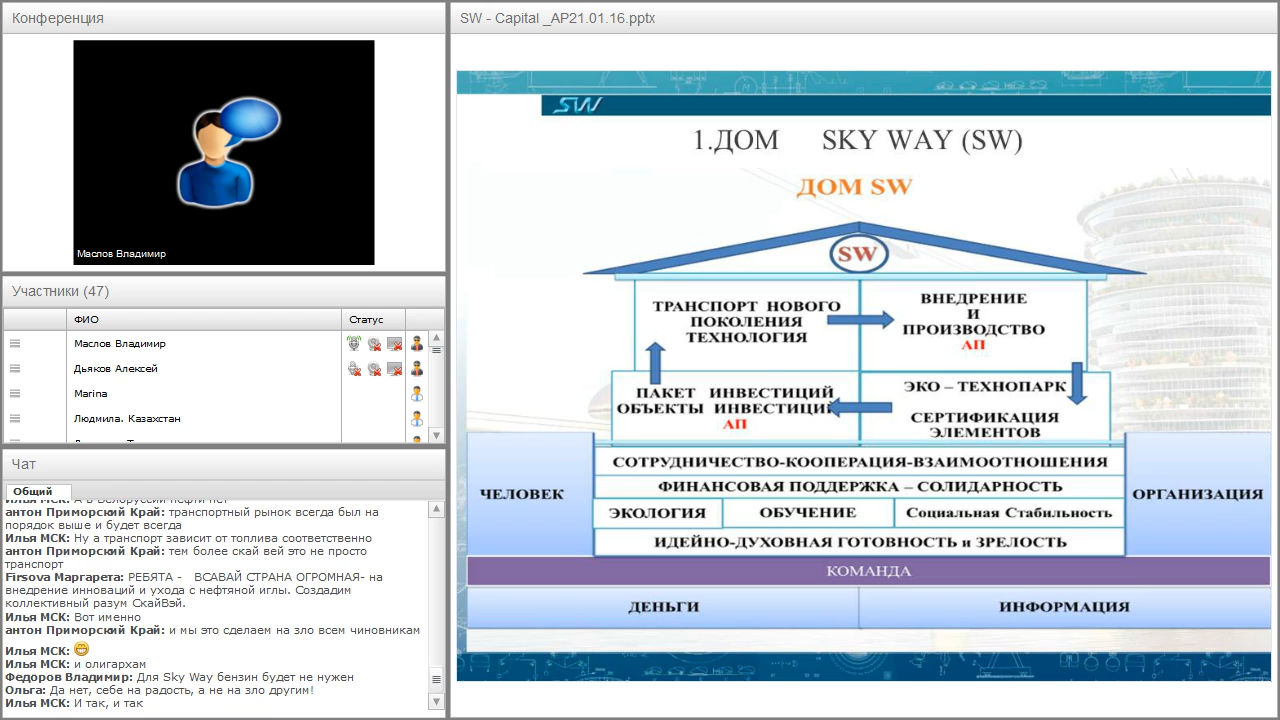 Конференция
Маслов Владимир
Участники (47)
ФИО
Статус
Маслов Владимир
Дьяков Алексей
Marina
Людмила. Казахстан
Чат
Общий
Илья МСК: А в Белоруссии нефти нет
антон Приморский Край: транспортный рынок всегда был на
порядок выше и будет всегда
Илья МСК: Ну а транспорт зависит от топлива соответственно
антон Приморский Край: тем более скай вей это не просто
транспорт
Firsova Маргарета: РЕБЯТА - ВСАВАЙ СТРАНА ОГРОМНАЯ- на
внедрение инноваций и ухода с нефтяной иглы. Создадим
коллективный разум СкайВэй.
Илья МСК: Вот именно
антон Приморский Край: и мы это сделаем на зло всем чиновникам
Илья МСК:
Илья МСК: и олигархам
Федоров Владимир: Для Sky Way бензин будет не нужен
Ольга: Да нет, себе на радость, а не на зло другим!
Илья МСК: И так, и так
SW - Capital _AP21.01.16.pptx
SW
1.ДОМ SKY WAY (SW)
ДОМ SW
SW
ТРАНСПОРТ НОВОГО
ПОКОЛЕНИЯ
ТЕХНОЛОГИЯ
ВНЕДРЕНИЕ
И
ПРОИЗВОДСТВО
АП
ПАКЕТ ИНВЕСТИЦИЙ
ОБЪЕКТЫ ИНВЕСТИЦИЙ
АП
ЭКО – ТЕХНОПАРК
СЕРТИФИКАЦИЯ
ЭЛЕМЕНТОВ
ЧЕЛОВЕК
СОТРУДНИЧЕСТВО-КООПЕРАЦИЯ-ВЗАИМООТНОШЕНИЯ
ФИНАНСОВАЯ ПОДДЕРЖКА – СОЛИДАРНОСТЬ
ЭКОЛОГИЯ
ОБУЧЕНИЕ
Социальная Стабильность
ИДЕЙНО-ДУХОВНАЯ ГОТОВНОСТЬ и ЗРЕЛОСТЬ
ОРГАНИЗАЦИЯ
КОМАНДА
ДЕНЬГИ
ИНФОРМАЦИЯ